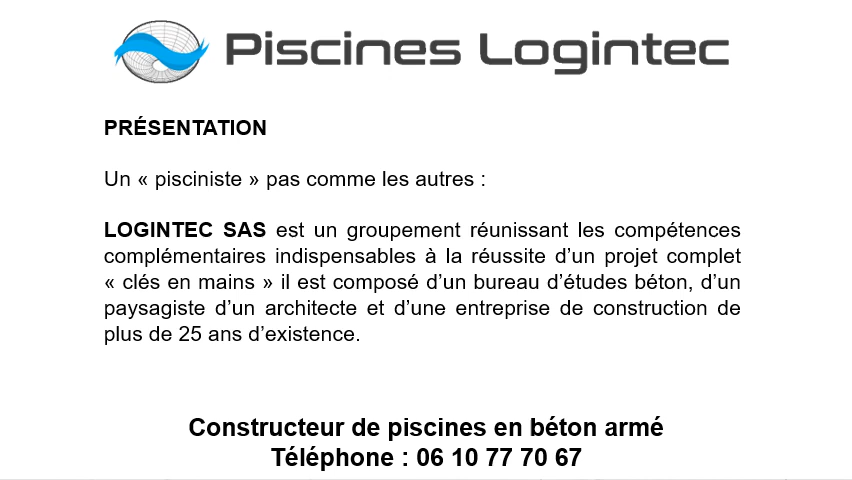 Piscines Logintec
PRÉSENTATION
Un « pisciniste » pas comme les autres :
LOGINTEC SAS est un groupement réunissant les compétences
complémentaires indispensables à la réussite d’un projet complet
« clés en mains » il est composé d’un bureau d’études béton, d’un
paysagiste d’un architecte et d’une entreprise de construction de
plus de 25 ans d’existence.
Constructeur de piscines en béton armé
Téléphone : 06 10 77 70 67